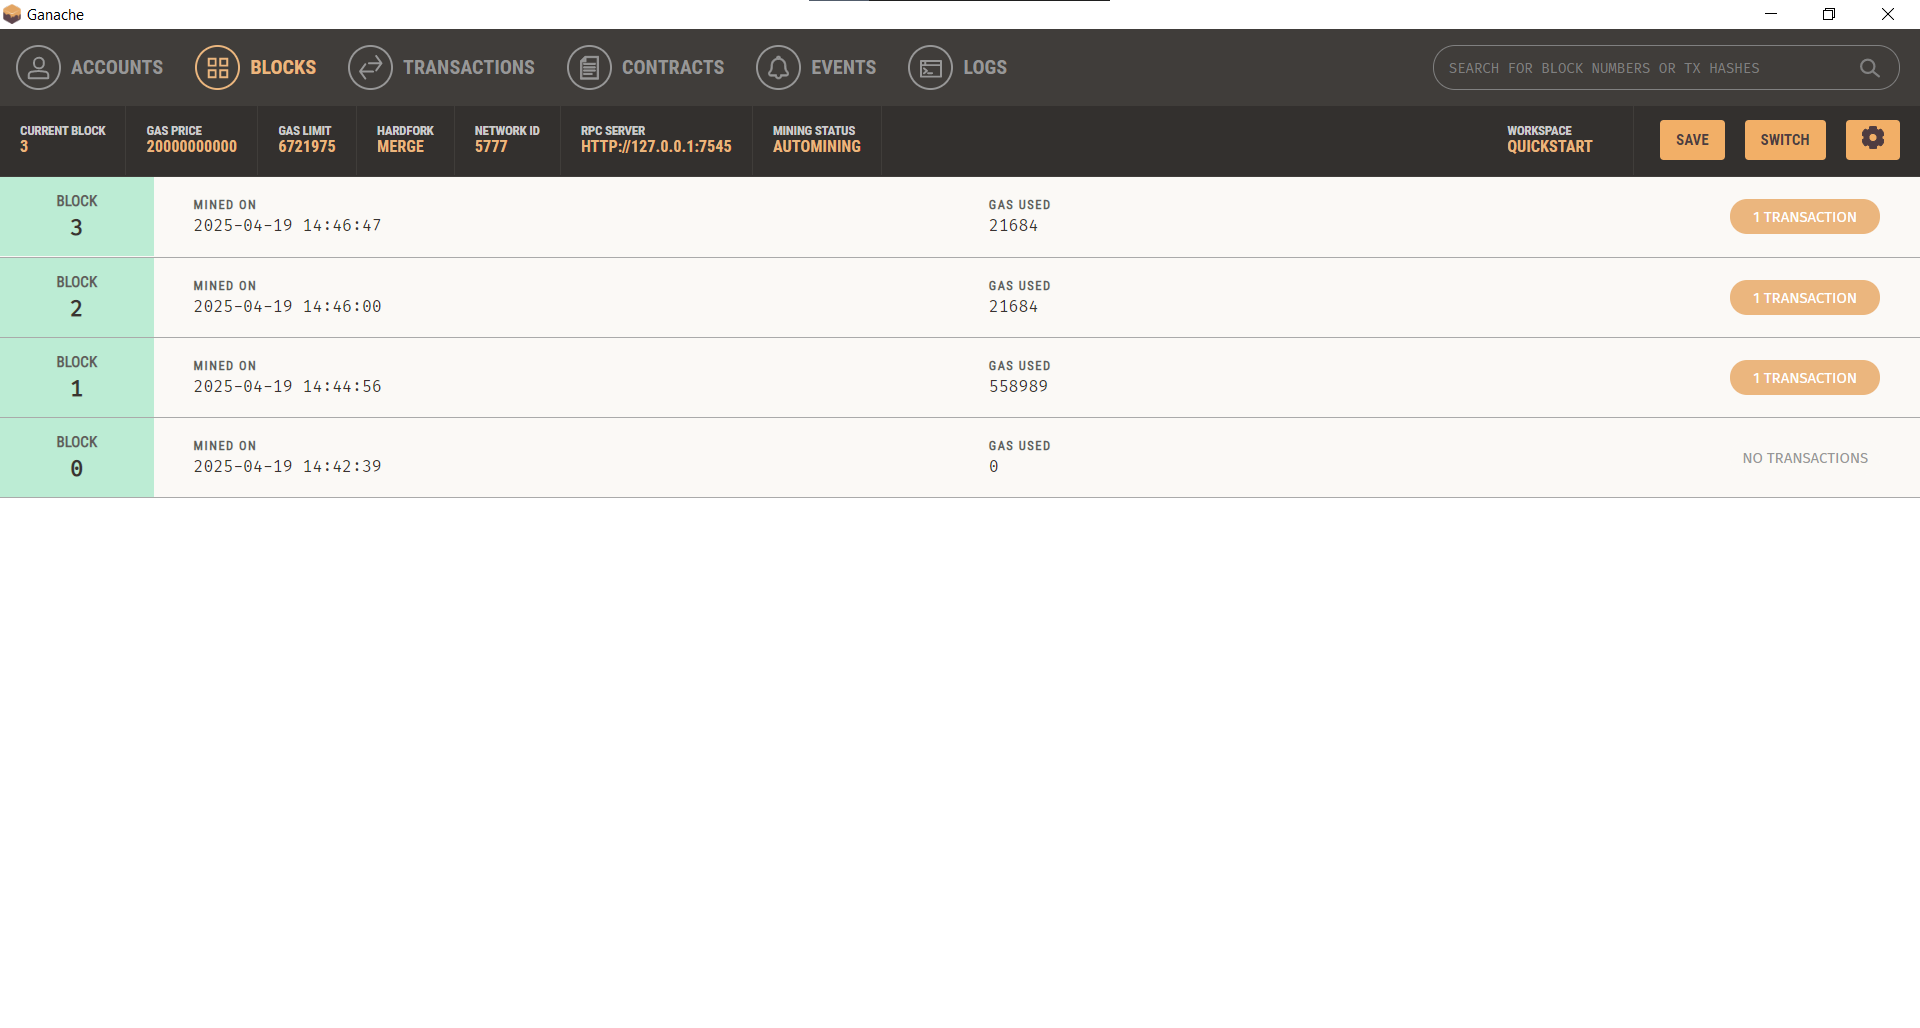 Ganache
ACCOUNTS BLOCKS TRANSACTIONS CONTRACTS EVENTS LOGS SEARCH FOR BLOCK NUMBERS OR TX HASHES
CURRENT BLOCK GAS PRICE GAS LIMIT HARDFORK NETWORK ID RPC SERVER MINING STATUS WORKSPACE
3 20000000000 6721975 MERGE 5777 HTTP://127.0.0.1:7545 AUTOMINING QUICKSTART SAVE SWITCH
BLOCK MINED ON GAS USED
3 2025-04-19 14:46:47 21684 1 TRANSACTION
BLOCK MINED ON GAS USED
2 2025-04-19 14:46:00 21684 1 TRANSACTION
BLOCK MINED ON GAS USED
1 2025-04-19 14:44:56 558989 1 TRANSACTION
BLOCK MINED ON GAS USED
0 2025-04-19 14:42:39 0 NO TRANSACTIONS